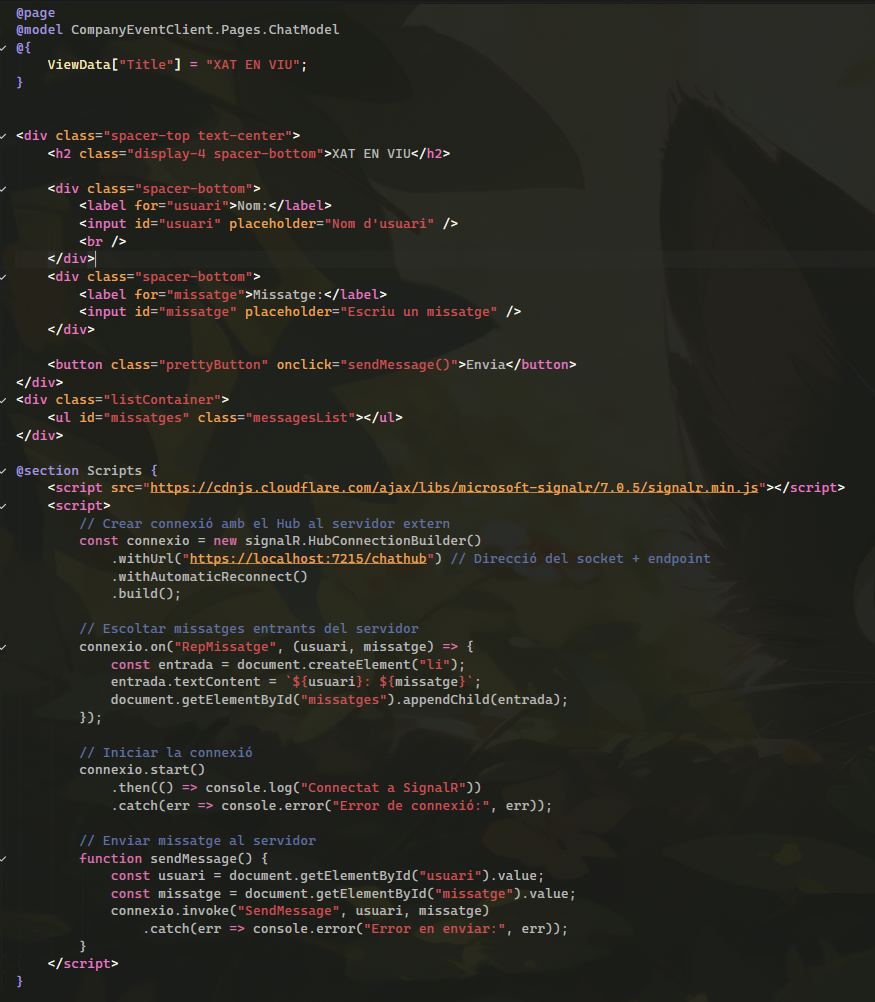 @page
@model CompanyEventClient.Pages.ChatModel
@{
    ViewData["Title"] = "XAT EN VIU";
}
<div class="spacer-top text-center">
    <h2 class="display-4 spacer-bottom">XAT EN VIU</h2>
    <div class="spacer-bottom">
        <label for="usuari">Nom:</label>
        <input id="usuari" placeholder="Nom d'usuari" />
        <br />
    </div>
    <div class="spacer-bottom">
        <label for="missatge">Missatge:</label>
        <input id="missatge" placeholder="Escriu un missatge" />
    </div>
    <button class="prettyButton" onclick="sendMessage()">Envia</button>
</div>
<div class="listContainer">
    <ul id="missatges" class="messagesList"></ul>
</div>
@section Scripts {
    <script src="https://cdnjs.cloudflare.com/ajax/libs/microsoft-signalr/7.0.5/signalr.min.js"></script>
    <script>
        // Crear connexió amb el Hub al servidor extern
        const connexio = new signalR.HubConnectionBuilder()
            .withUrl("https://localhost:7215/chathub") // Direcció del socket + endpoint
            .withAutomaticReconnect()
            .build();
        // Escoltar missatges entrants del servidor
        connexio.on("RepMissatge", (usuari, missatge) => {
            const entrada = document.createElement("li");
            entrada.textContent = `${usuari}: ${missatge}`;
            document.getElementById("missatges").appendChild(entrada);
        });
        // Iniciar la connexió
        connexio.start()
            .then(() => console.log("Connectat a SignalR"))
            .catch(err => console.error("Error de connexió:", err));
        // Enviar missatge al servidor
        function sendMessage() {
            const usuari = document.getElementById("usuari").value;
            const missatge = document.getElementById("missatge").value;
            connexio.invoke("SendMessage", usuari, missatge)
                .catch(err => console.error("Error en enviar:", err));
        }
    </script>
}